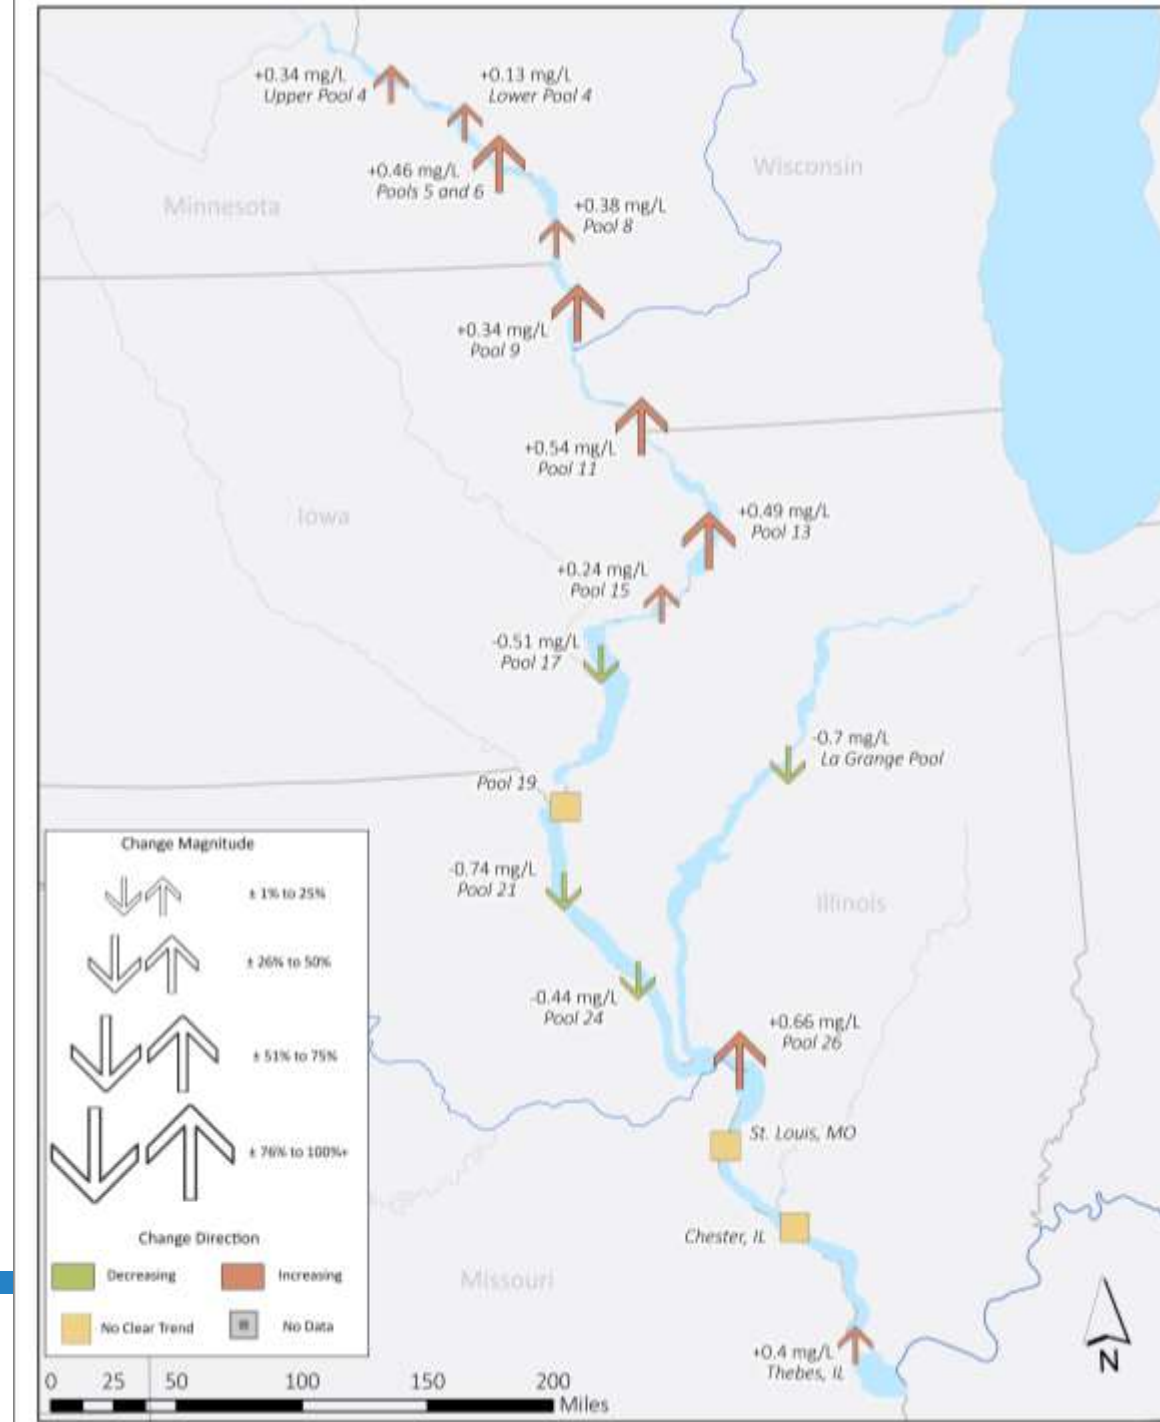 +0.34 mg/L
Upper Pool 4
+0.13 mg/L
Lower Pool 4
+0.46 mg/L
Pools 5 and 6
Wisconsin
Minnesota
+0.38 mg/L
Pool 8
+0.34 mg/L
Pool 9
+0.54 mg/L
Pool 11
Iowa
+0.49 mg/L
Pool 13
+0.24 mg/L
Pool 15
-0.51 mg/L
Pool 17
-0.7 mg/L
La Grange Pool
Pool 19
-0.74 mg/L
Pool 21
Illinois
-0.44 mg/L
Pool 24
+0.66 mg/L
Pool 26
St. Louis, MO
Chester, IL
Missouri
+0.4 mg/L
Thebes, IL
Change Magnitude
± 1% to 25%
± 26% to 50%
± 51% to 75%
± 76% to 100%+
Change Direction
Decreasing
Increasing
No Clear Trend
No Data
0 25 50 100 150 200
Miles
N